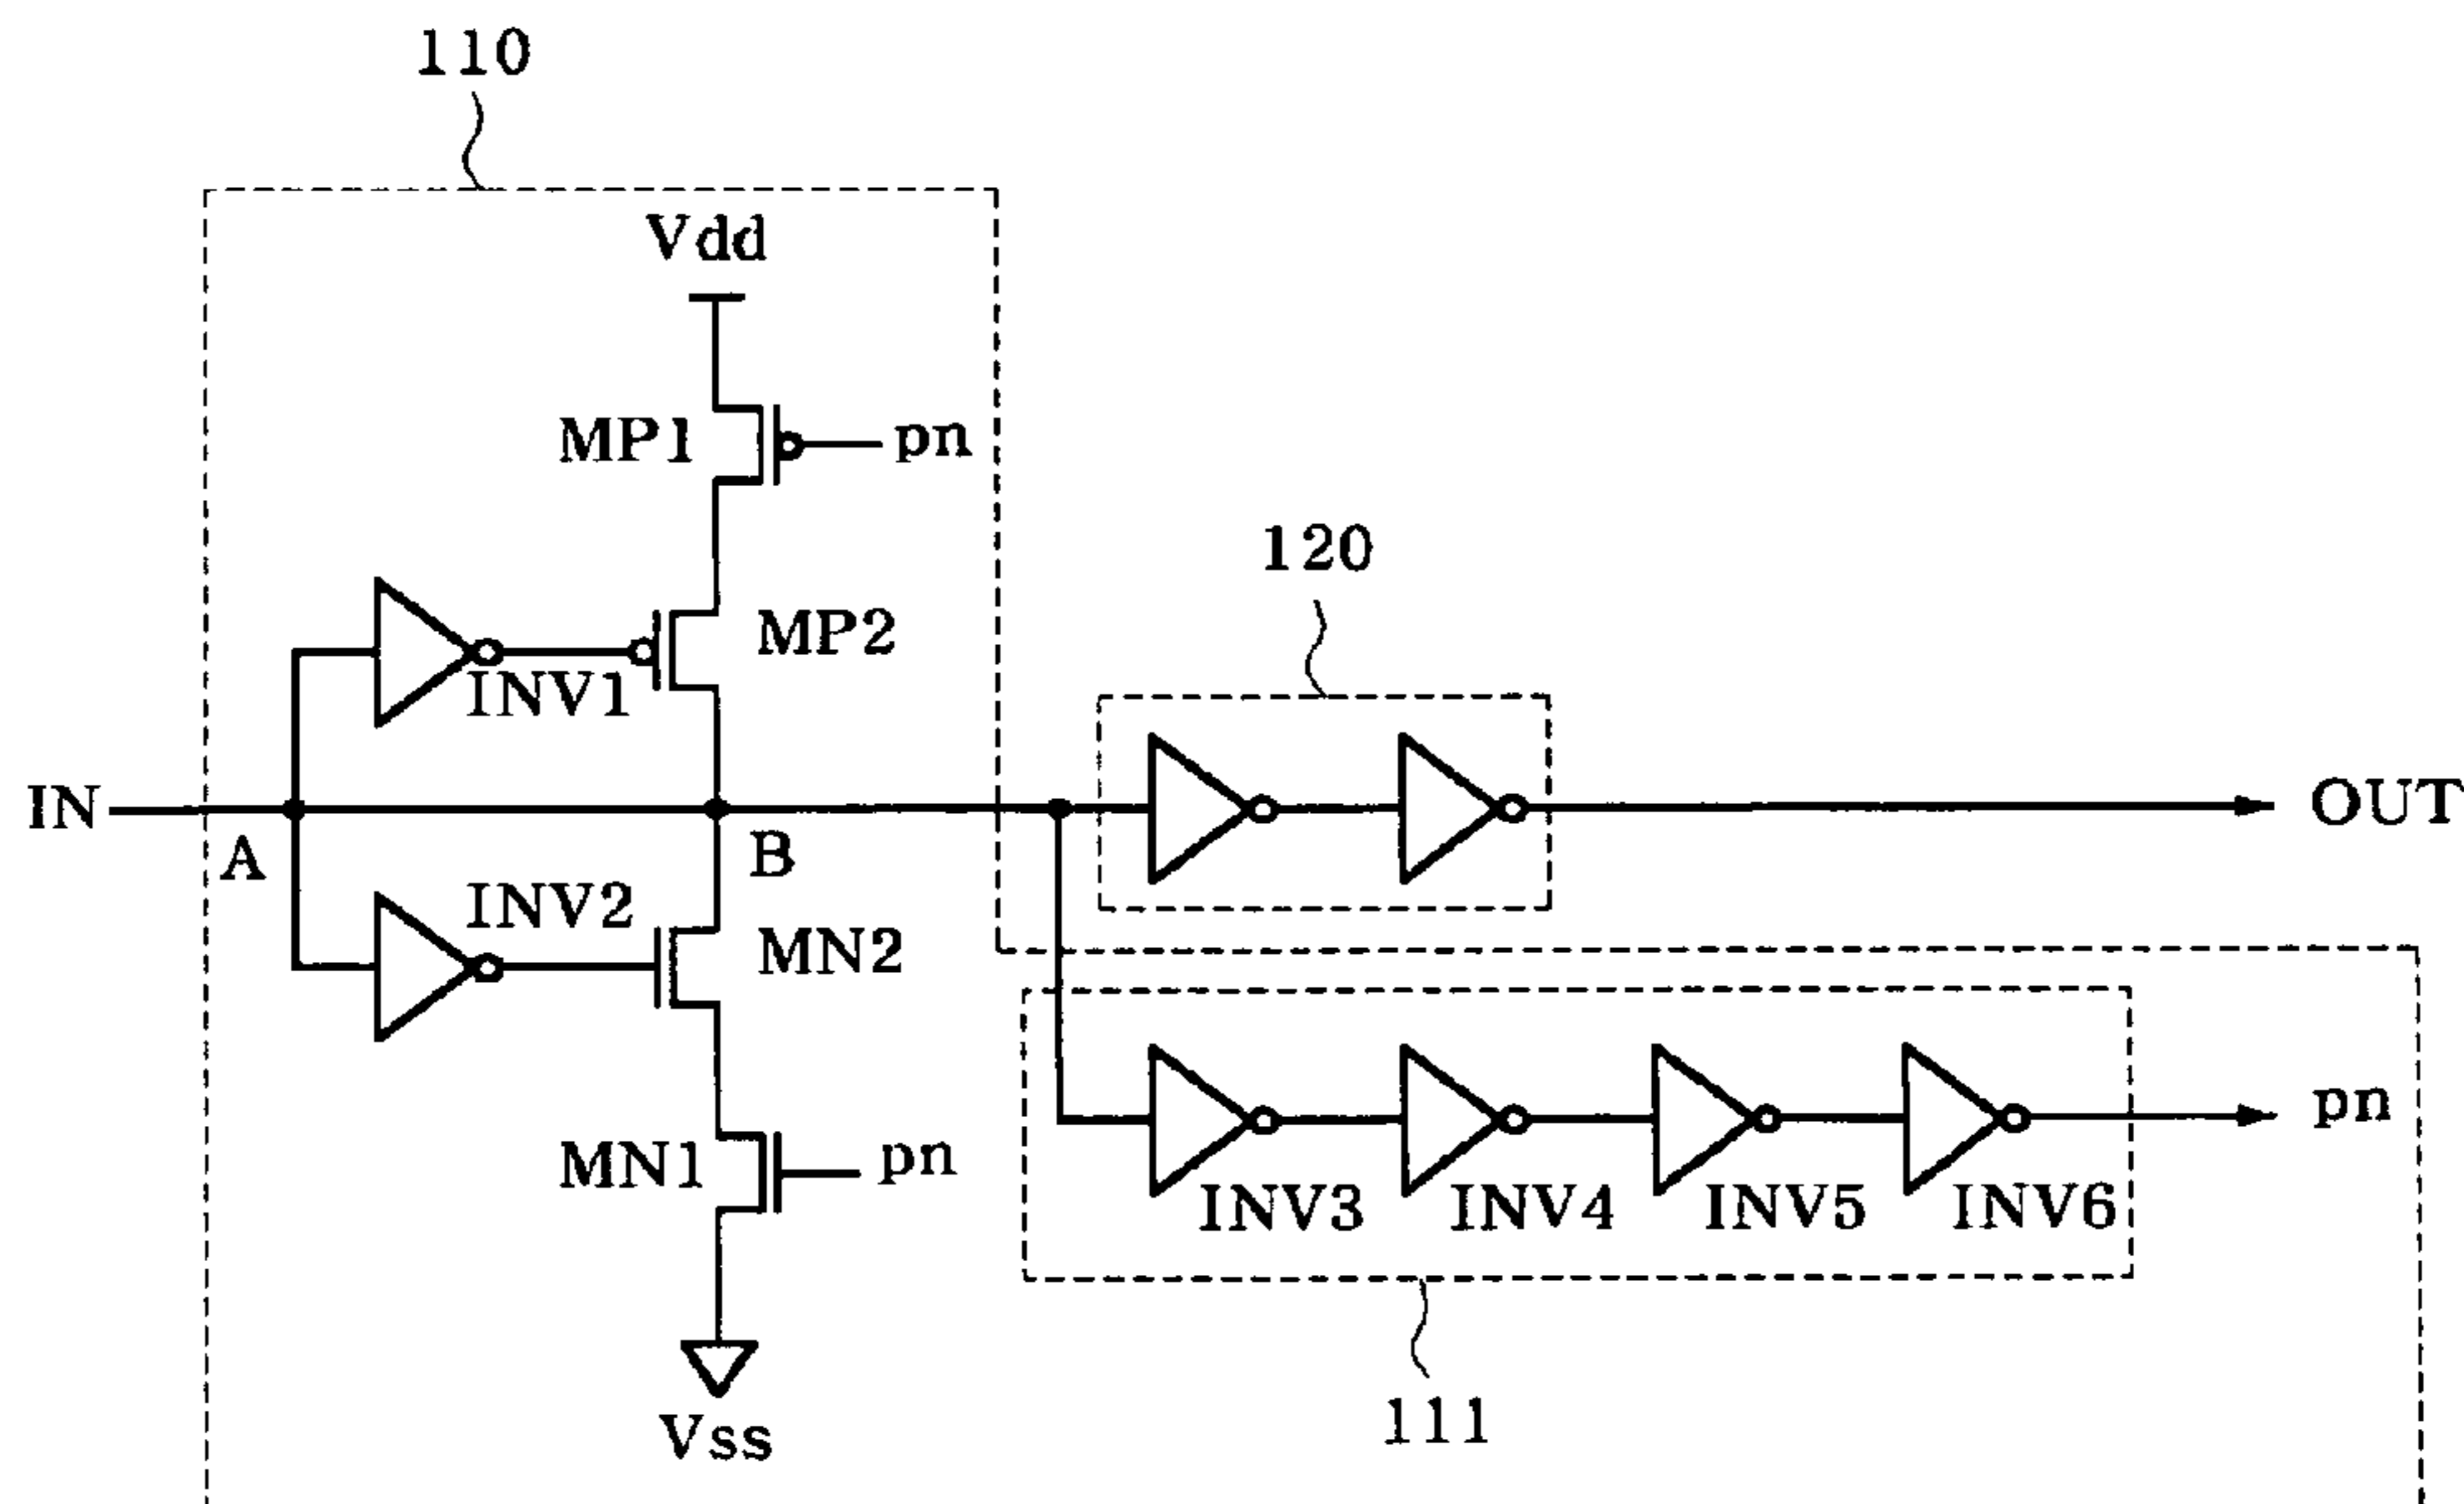 110
Vdd
MP1
pn
120
MP2
INV1
IN
OUT
A
B
INV2
MN2
pn
MN1
pn
INV3
INV4
INV5
INV6
111
Vss